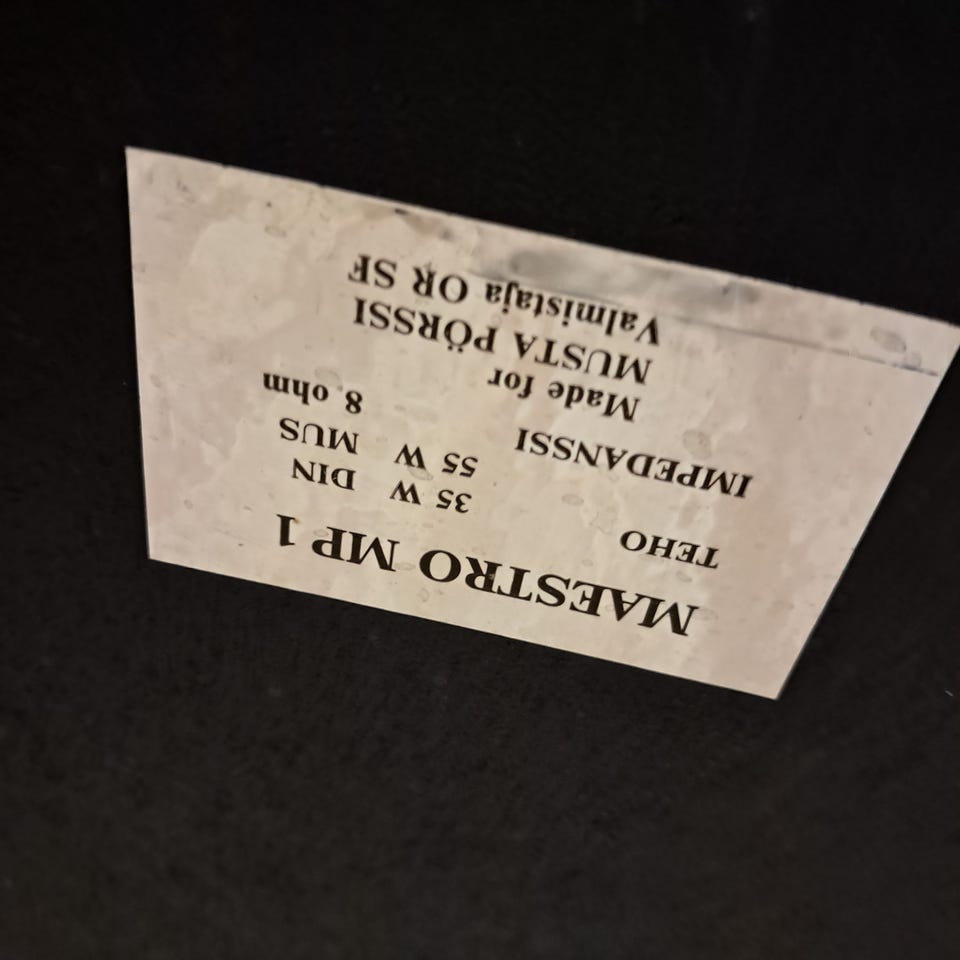 MAESTRO MP 1
TEHO 35 W DIN
55 W MUS
IMPEDANSSI 8 ohm
Made for
MUSTA PÖRSSI
Valmistaja OR SF